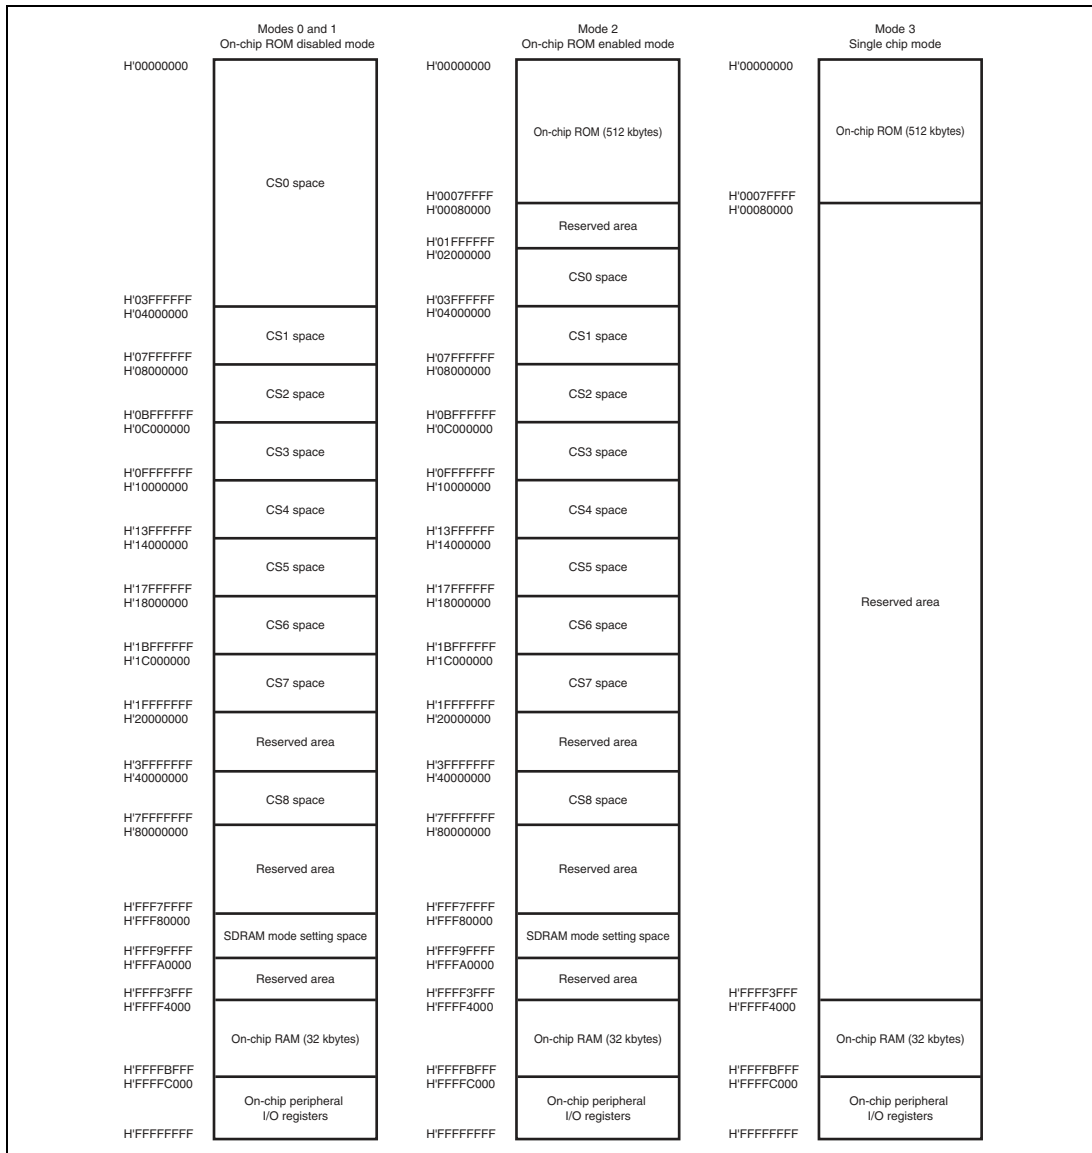 Modes 0 and 1
On-chip ROM disabled mode
H'00000000
CS0 space
H'03FFFFFF
H'04000000
CS1 space
H'07FFFFFF
H'08000000
CS2 space
H'0BFFFFFF
H'0C000000
CS3 space
H'0FFFFFFF
H'10000000
CS4 space
H'13FFFFFF
H'14000000
CS5 space
H'17FFFFFF
H'18000000
CS6 space
H'1BFFFFFF
H'1C000000
CS7 space
H'1FFFFFFF
H'20000000
Reserved area
H'3FFFFFFF
H'40000000
CS8 space
H'7FFFFFFF
H'80000000
Reserved area
H'FFF7FFFF
H'FFF80000
SDRAM mode setting space
H'FFF9FFFF
H'FFFA0000
Reserved area
H'FFFF3FFF
H'FFFF4000
On-chip RAM (32 kbytes)
H'FFFFBFFF
H'FFFFC000
On-chip peripheral
I/O registers
H'FFFFFFFF
Mode 2
On-chip ROM enabled mode
H'00000000
On-chip ROM (512 kbytes)
H'0007FFFF
H'00080000
Reserved area
H'01FFFFFF
H'02000000
CS0 space
H'03FFFFFF
H'04000000
CS1 space
H'07FFFFFF
H'08000000
CS2 space
H'0BFFFFFF
H'0C000000
CS3 space
H'0FFFFFFF
H'10000000
CS4 space
H'13FFFFFF
H'14000000
CS5 space
H'17FFFFFF
H'18000000
CS6 space
H'1BFFFFFF
H'1C000000
CS7 space
H'1FFFFFFF
H'20000000
Reserved area
H'3FFFFFFF
H'40000000
CS8 space
H'7FFFFFFF
H'80000000
Reserved area
H'FFF7FFFF
H'FFF80000
SDRAM mode setting space
H'FFF9FFFF
H'FFFA0000
Reserved area
H'FFFF3FFF
H'FFFF4000
On-chip RAM (32 kbytes)
H'FFFFBFFF
H'FFFFC000
On-chip peripheral
I/O registers
H'FFFFFFFF
Mode 3
Single chip mode
H'00000000
On-chip ROM (512 kbytes)
H'0007FFFF
H'00080000
Reserved area
H'FFFF3FFF
H'FFFF4000
On-chip RAM (32 kbytes)
H'FFFFBFFF
H'FFFFC000
On-chip peripheral
I/O registers
H'FFFFFFFF